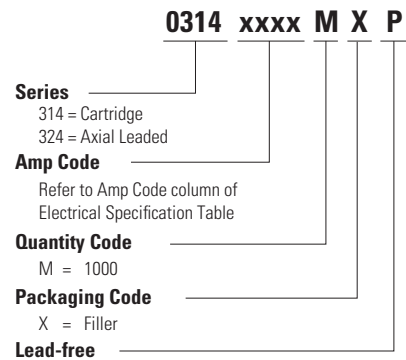 0314 xxxx M X P
Series
314 = Cartridge
324 = Axial Leaded
Amp Code
Refer to Amp Code column of
Electrical Specification Table
Quantity Code
M = 1000
Packaging Code
X = Filler
Lead-free